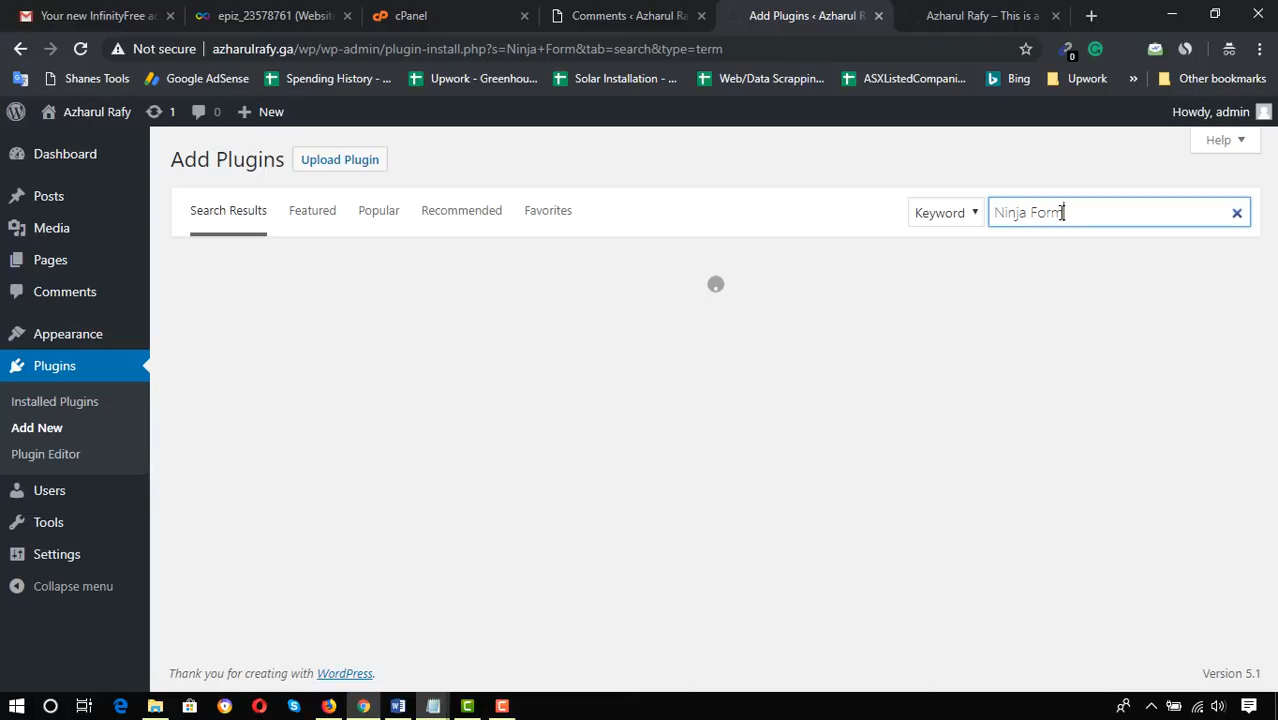 Your new InfinityFree ac
epiz_23578761 (Website
cPanel
Comments ‹ Azharul Ra
Add Plugins ‹ Azharul R
Azharul Rafy – This is a
Not secure azharulrafy.ga/wp/wp-admin/plugin-install.php?s=Ninja+Form&tab=search&type=term
0
Shanes Tools
Google AdSense
Spending History - ...
Upwork - Greenhou...
Solar Installation - ...
Web/Data Scrappin...
ASXListedCompani...
Bing
Upwork
»
Other bookmarks
Azharul Rafy
1
0
New
Howdy, admin
Dashboard
Posts
Media
Pages
Comments
Appearance
Plugins
Installed Plugins
Add New
Plugin Editor
Users
Tools
Settings
Collapse menu
Help
Add Plugins
Upload Plugin
Search Results
Featured
Popular
Recommended
Favorites
Keyword
Ninja Form
Thank you for creating with WordPress.
Version 5.1